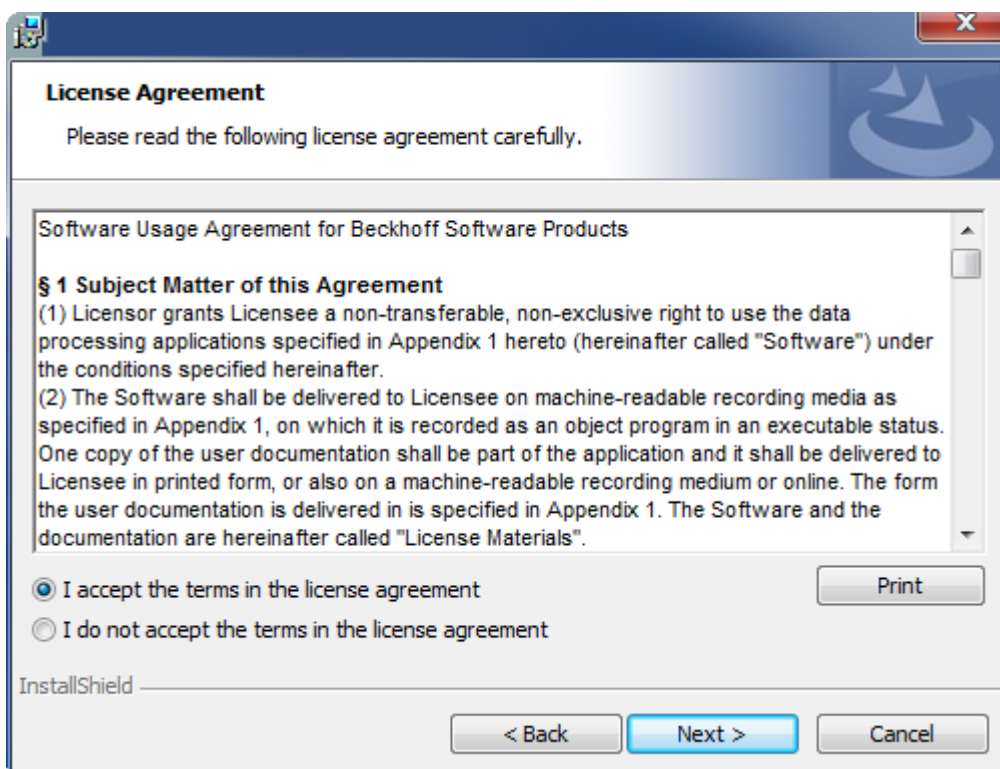 License Agreement
Please read the following license agreement carefully.
Software Usage Agreement for Beckhoff Software Products
§ 1 Subject Matter of this Agreement
(1) Licensor grants Licensee a non-transferable, non-exclusive right to use the data
processing applications specified in Appendix 1 hereto (hereinafter called "Software") under
the conditions specified hereinafter.
(2) The Software shall be delivered to Licensee on machine-readable recording media as
specified in Appendix 1, on which it is recorded as an object program in an executable status.
One copy of the user documentation shall be part of the application and it shall be delivered to
Licensee in printed form, or also on a machine-readable recording medium or online. The form
the user documentation is delivered in is specified in Appendix 1. The Software and the
documentation are hereinafter called "License Materials".
I accept the terms in the license agreement
Print
I do not accept the terms in the license agreement
InstallShield
< Back Next > Cancel